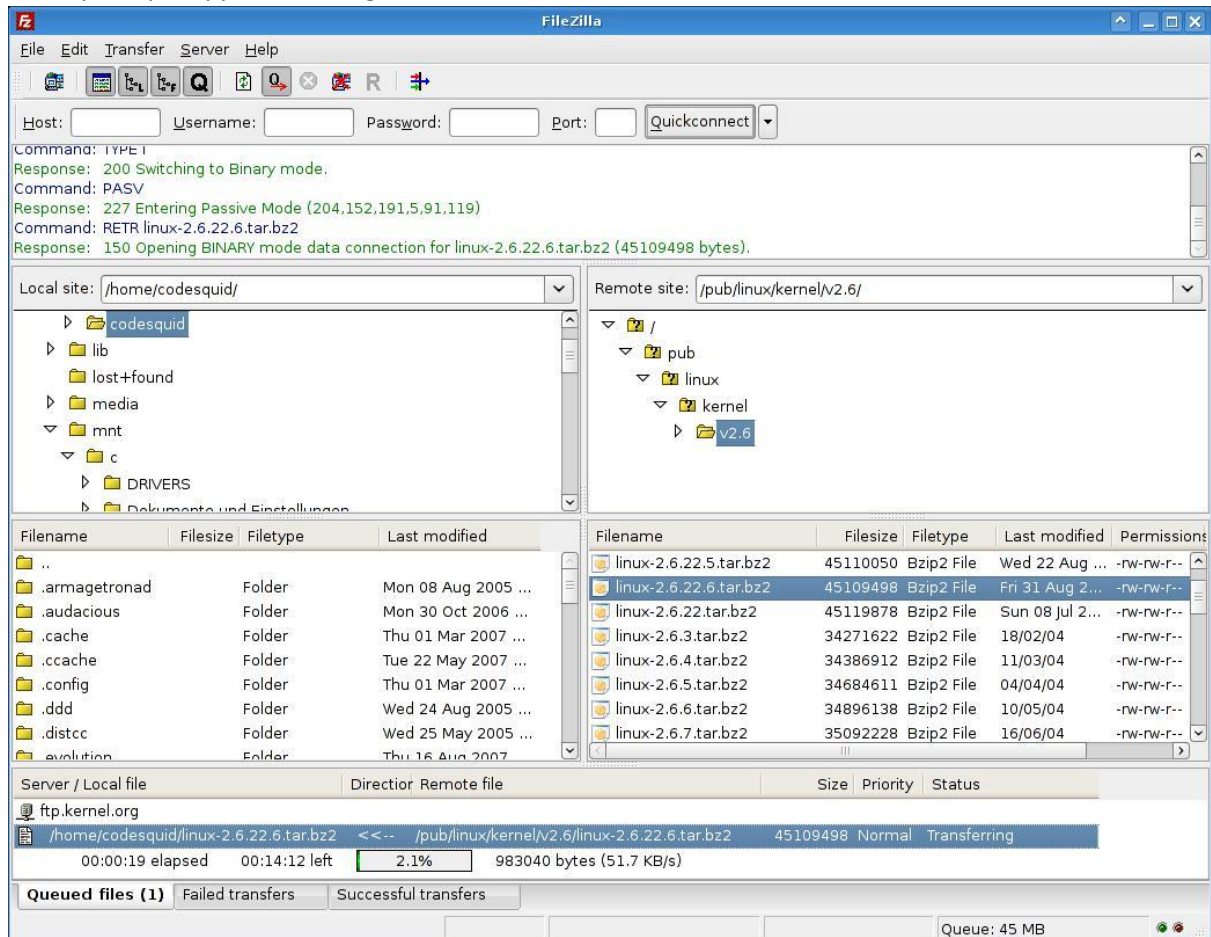 FileZilla
File Edit Transfer Server Help
Host: Username: Password: Port: Quickconnect
Command: TYPE I
Response: 200 Switching to Binary mode.
Command: PASV
Response: 227 Entering Passive Mode (204,152,191,5,91,119)
Command: RETR linux-2.6.22.6.tar.bz2
Response: 150 Opening BINARY mode data connection for linux-2.6.22.6.tar.bz2 (45109498 bytes).
Local site: /home/codesquid/
codesquid
lib
lost+found
media
mnt
c
DRIVERS
Dokumente und Einstellungen
Remote site: /pub/linux/kernel/v2.6/
/
pub
linux
kernel
v2.6
Filename Filesize Filetype Last modified
..
.armagetronad Folder Mon 08 Aug 2005 ...
.audacious Folder Mon 30 Oct 2006 ...
.cache Folder Thu 01 Mar 2007 ...
.ccache Folder Tue 22 May 2007 ...
.config Folder Thu 01 Mar 2007 ...
.ddd Folder Wed 24 Aug 2005 ...
.distcc Folder Wed 25 May 2005 ...
.evolution Folder Thu 16 Aug 2007
Filename Filesize Filetype Last modified Permissions
linux-2.6.22.5.tar.bz2 45110050 Bzip2 File Wed 22 Aug ... -rw-rw-r--
linux-2.6.22.6.tar.bz2 45109498 Bzip2 File Fri 31 Aug 2... -rw-rw-r--
linux-2.6.22.tar.bz2 45119878 Bzip2 File Sun 08 Jul 2... -rw-rw-r--
linux-2.6.3.tar.bz2 34271622 Bzip2 File 18/02/04 -rw-rw-r--
linux-2.6.4.tar.bz2 34386912 Bzip2 File 11/03/04 -rw-rw-r--
linux-2.6.5.tar.bz2 34684611 Bzip2 File 04/04/04 -rw-rw-r--
linux-2.6.6.tar.bz2 34896138 Bzip2 File 10/05/04 -rw-rw-r--
linux-2.6.7.tar.bz2 35092228 Bzip2 File 16/06/04 -rw-rw-r--
Server / Local file Direction Remote file Size Priority Status
ftp.kernel.org
/home/codesquid/linux-2.6.22.6.tar.bz2 <<-- /pub/linux/kernel/v2.6/linux-2.6.22.6.tar.bz2 45109498 Normal Transferring
00:00:19 elapsed 00:14:12 left 2.1% 983040 bytes (51.7 KB/s)
Queued files (1) Failed transfers Successful transfers
Queue: 45 MB